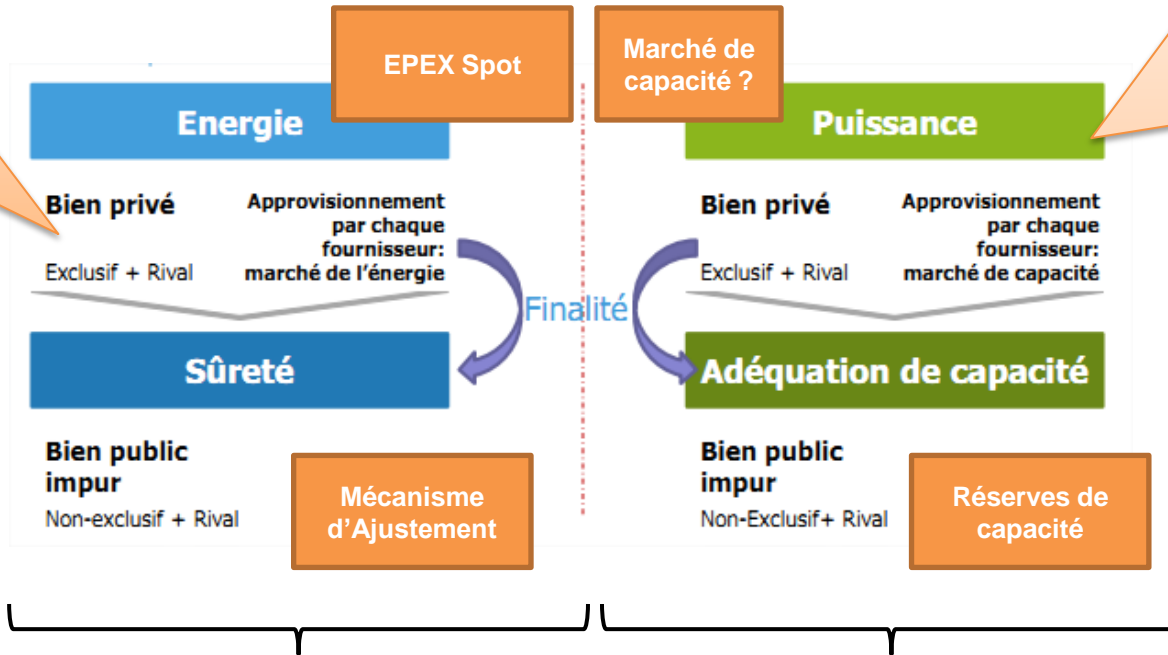 EPEX Spot
Marché de
capacité ?
Energie
Puissance
Bien privé
Exclusif + Rival
Approvisionnement
par chaque
fournisseur:
marché de l'énergie
Bien privé
Exclusif + Rival
Approvisionnement
par chaque
fournisseur:
marché de capacité
Finalité
Sûreté
Adéquation de capacité
Bien public
impur
Non-exclusif + Rival
Mécanisme
d'Ajustement
Bien public
impur
Non-Exclusif+ Rival
Réserves de
capacité